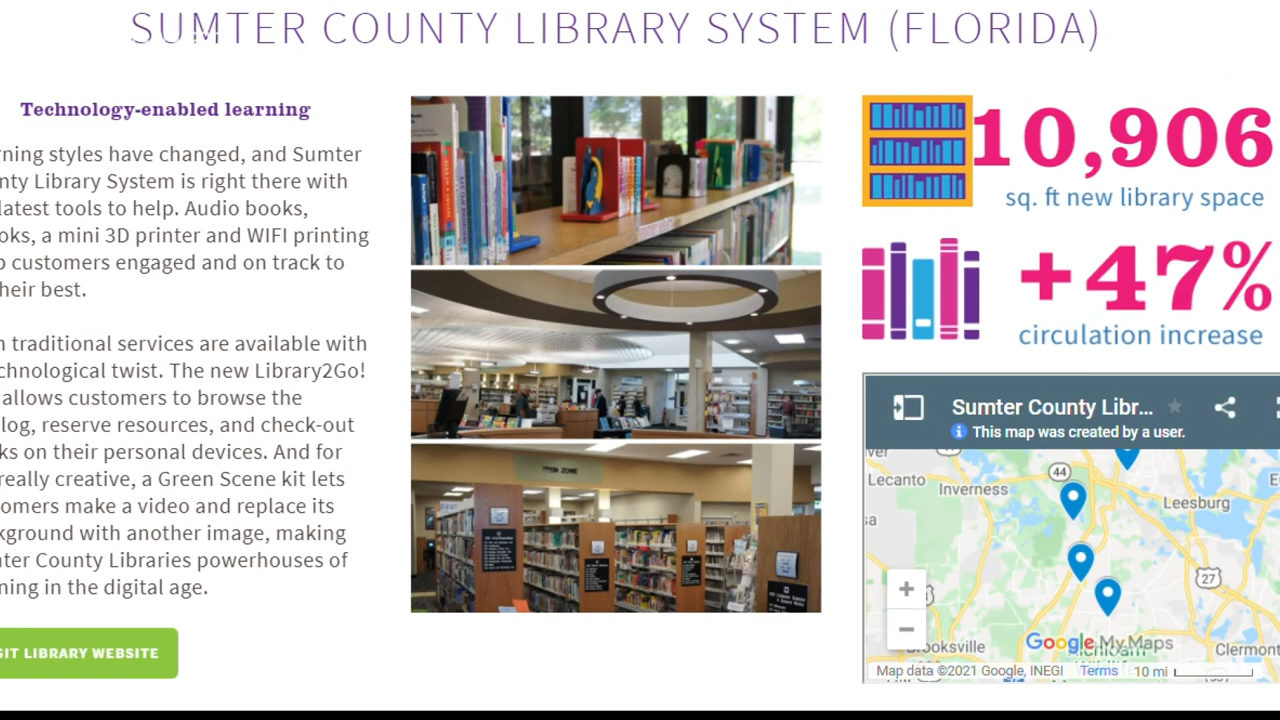 SUMTER COUNTY LIBRARY SYSTEM (FLORIDA)
Technology-enabled learning
rning styles have changed, and Sumter
nty Library System is right there with
latest tools to help. Audio books,
oks, a mini 3D printer and WIFI printing
p customers engaged and on track to
heir best.
n traditional services are available with
chnological twist. The new Library2Go!
allows customers to browse the
log, reserve resources, and check-out
ks on their personal devices. And for
really creative, a Green Scene kit lets
omers make a video and replace its
kground with another image, making
nter County Libraries powerhouses of
ning in the digital age.
SIT LIBRARY WEBSITE
ZONE
10,906
sq. ft new library space
+47%
circulation increase
Sumter County Libr...
This map was created by a user.
44
Lecanto
Inverness
Leesburg
27
+
−
Google My Maps
Brooksville
Clermont
Map data ©2021 Google, INEGI
Terms
10 mi